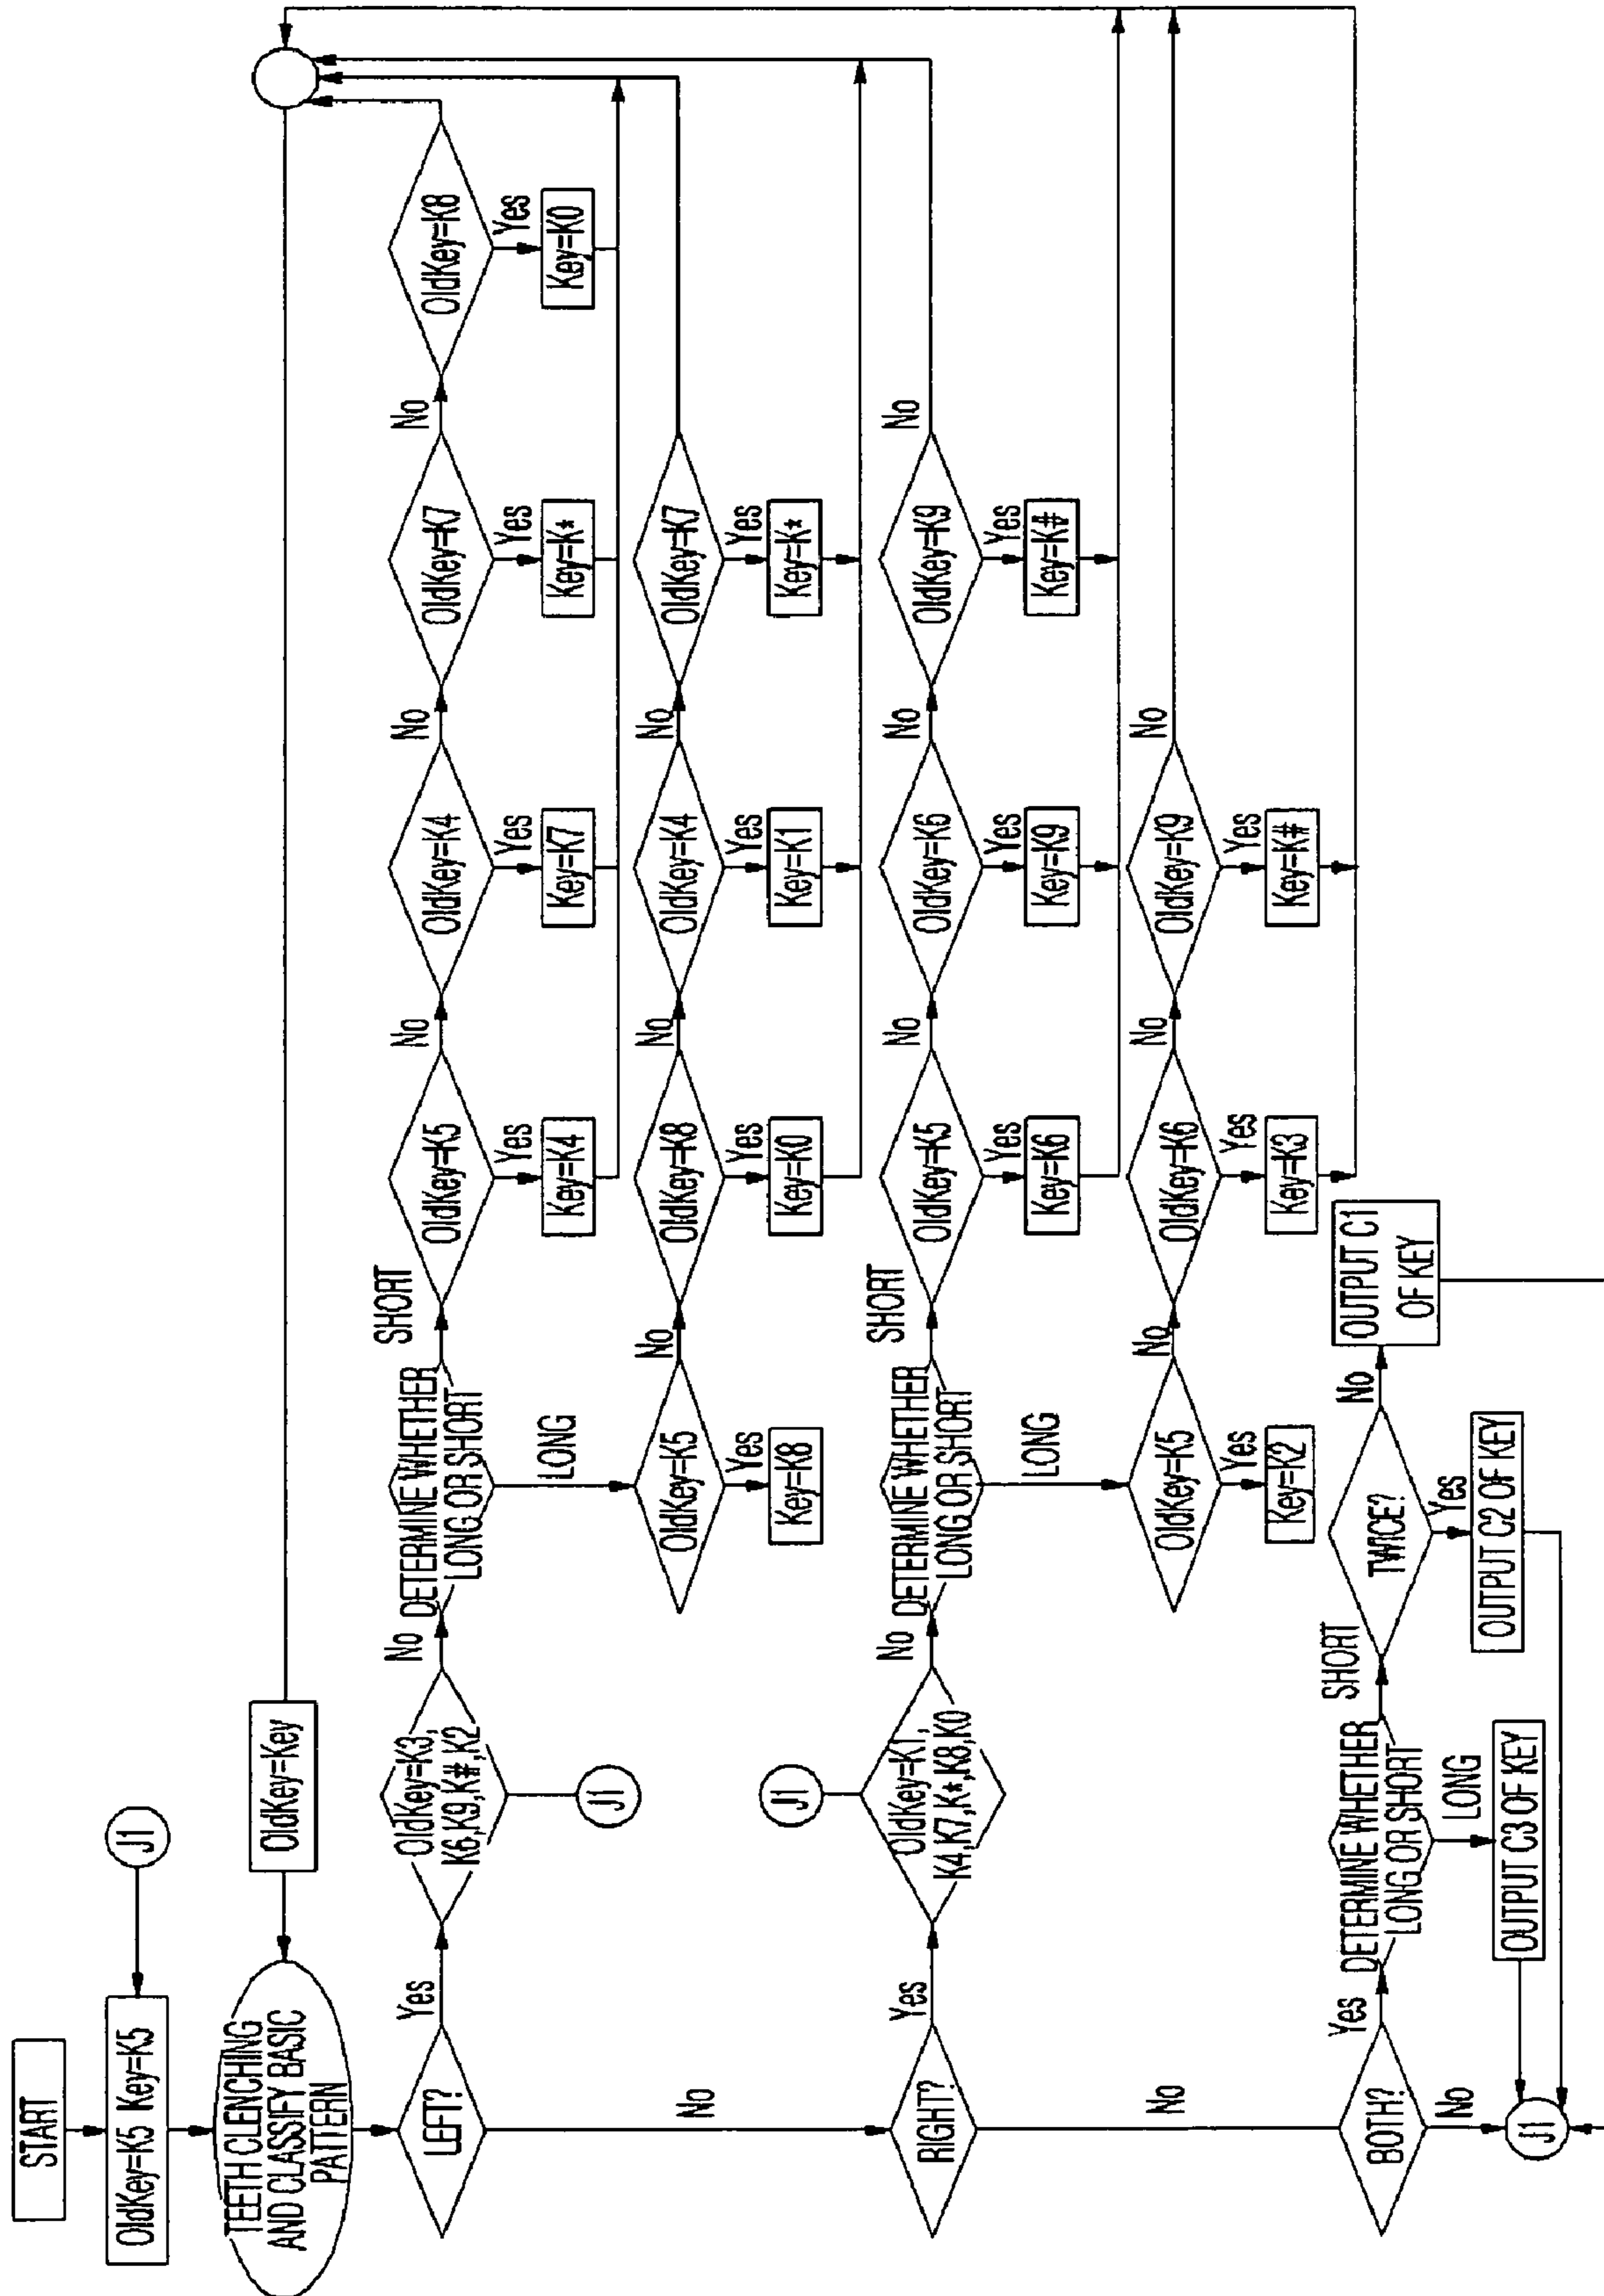 START
J1
OldKey=K5 Key=K5
TEETH CLENCHING
AND CLASSIFY BASIC
PATTERN
OldKey=Key
LEFT?
Yes
No
OldKey=K3,
K6,K9,K#,K2
J1
No
DETERMINE WHETHER
LONG OR SHORT
SHORT
LONG
OldKey=K5
No
OldKey=K4
No
OldKey=K7
No
OldKey=K8
Yes
Key=K4
Yes
Key=K7
Yes
Key=K*
Yes
Key=K0
OldKey=K5
No
OldKey=K8
No
OldKey=K4
No
OldKey=K7
Yes
Key=K8
Yes
Key=K0
Yes
Key=K1
Yes
Key=K*
RIGHT?
Yes
No
J1
OldKey=K1,
K4,K7,K*,K8,K0
No
DETERMINE WHETHER
LONG OR SHORT
SHORT
LONG
OldKey=K5
No
OldKey=K6
No
OldKey=K9
No
Yes
Key=K6
Yes
Key=K9
Yes
Key=K#
OldKey=K5
No
OldKey=K6
No
OldKey=K9
No
Yes
Key=K2
Yes
Key=K3
Yes
Key=K#
BOTH?
Yes
No
J1
DETERMINE WHETHER
LONG OR SHORT
SHORT
LONG
OUTPUT C3 OF KEY
TWICE?
No
Yes
OUTPUT C2 OF KEY
OUTPUT C1
OF KEY